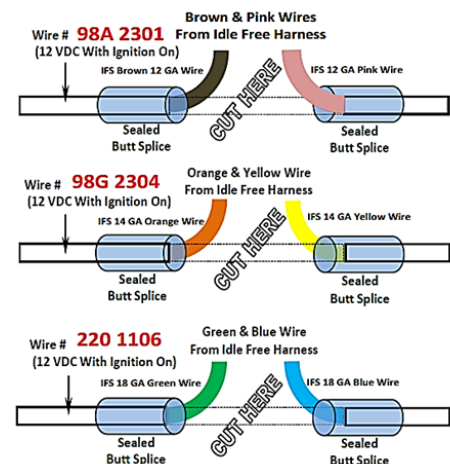 Brown & Pink Wires
Wire # 98A 2301 From Idle Free Harness
(12 VDC With Ignition On)
IFS Brown 12 GA Wire IFS 12 GA Pink Wire
CUT HERE
Sealed Sealed
Butt Splice Butt Splice
Wire # 98G 2304 Orange & Yellow Wire
(12 VDC With Ignition On) From Idle Free Harness
IFS 14 GA Orange Wire IFS 14 GA Yellow Wire
CUT HERE
Sealed Sealed
Butt Splice Butt Splice
Wire # 220 1106 Green & Blue Wire
(12 VDC With Ignition On) From Idle Free Harness
IFS 18 GA Green Wire IFS 18 GA Blue Wire
CUT HERE
Sealed Sealed
Butt Splice Butt Splice